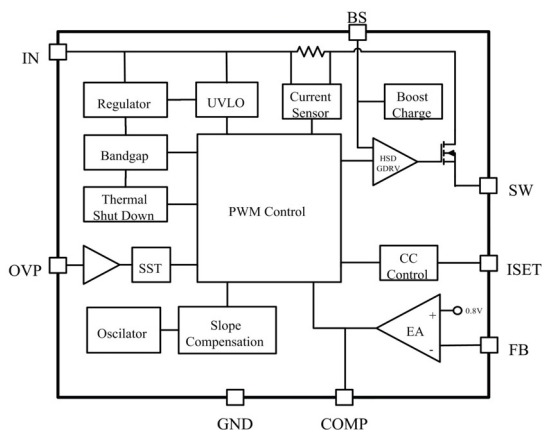 BS
IN
Regulator
UVLO
Current
Sensor
Boost
Charge
Bandgap
HSD
GDRV
Thermal
Shut Down
SW
PWM Control
OVP
SST
CC
Control
ISET
Oscilator
Slope
Compensation
EA
+
0.8V
-
FB
GND
COMP